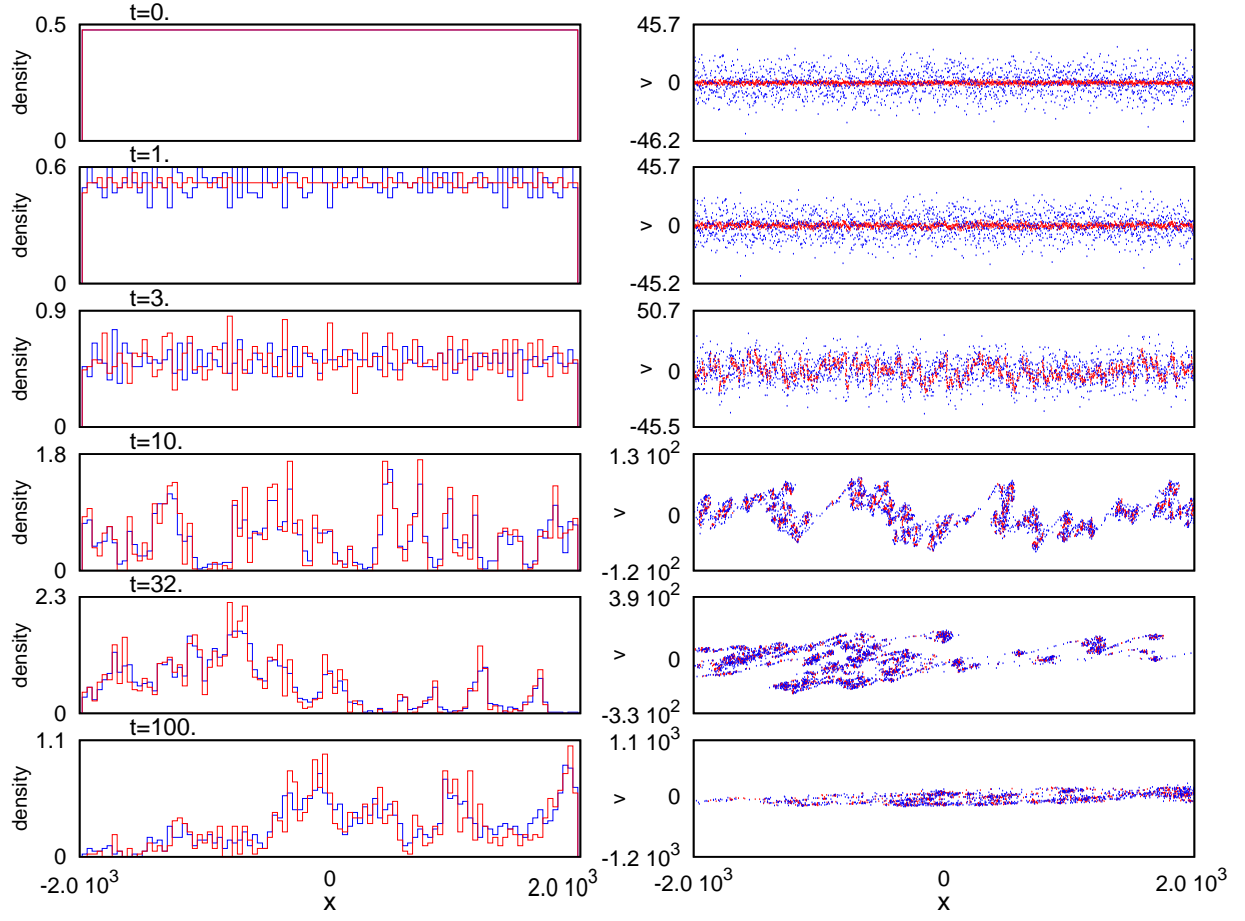 t=0.
0.5
density
0
45.7
v
0
-46.2
t=1.
0.6
density
0
45.7
v
0
-45.2
t=3.
0.9
density
0
50.7
v
0
-45.5
t=10.
1.8
density
0
1.3 10²
v
0
-1.2 10²
t=32.
2.3
density
0
3.9 10²
v
0
-3.3 10²
t=100.
1.1
density
0
1.1 10³
v
0
-1.2 10³
-2.0 10³
0
2.0 10³
x
-2.0 10³
0
2.0 10³
x